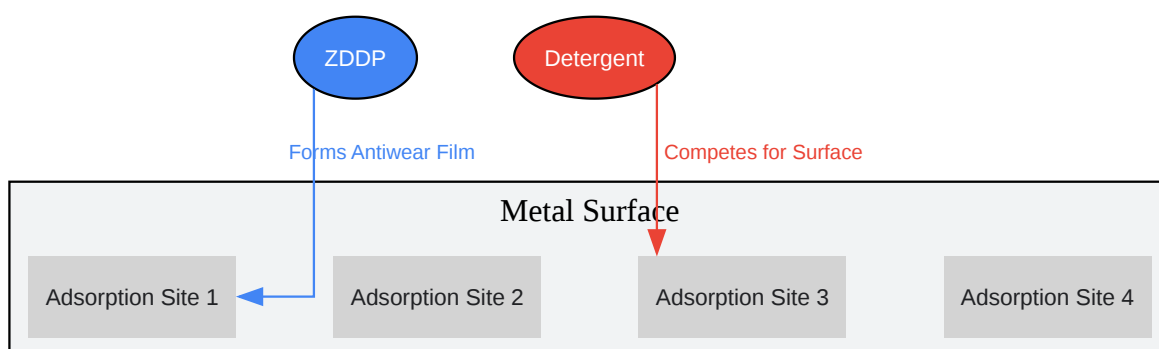 ZDDP
Detergent
Forms Antiwear Film
Competes for Surface
Metal Surface
Adsorption Site 1
Adsorption Site 2
Adsorption Site 3
Adsorption Site 4